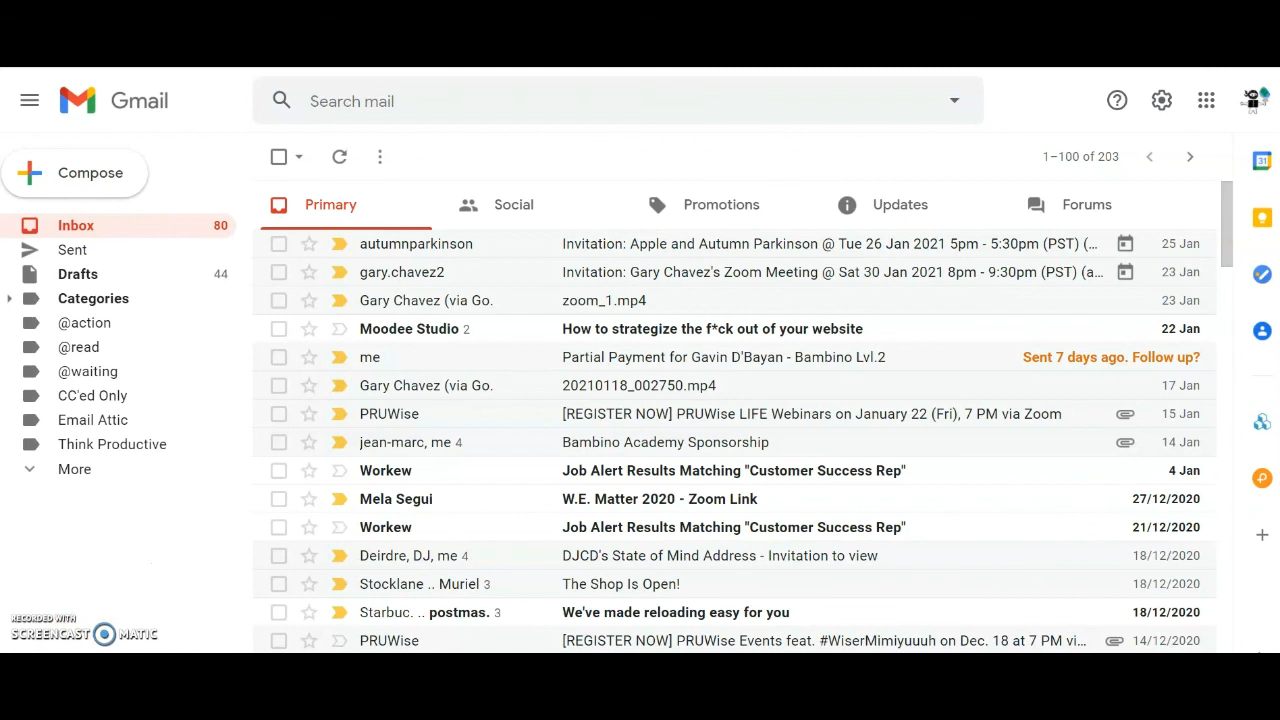 Gmail
Search mail
Compose
1–100 of 203
Primary
Social
Promotions
Updates
Forums
Inbox 80
Sent
Drafts 44
Categories
@action
@read
@waiting
CC'ed Only
Email Attic
Think Productive
More
autumnparkinson Invitation: Apple and Autumn Parkinson @ Tue 26 Jan 2021 5pm - 5:30pm (PST) (... 25 Jan
gary.chavez2 Invitation: Gary Chavez's Zoom Meeting @ Sat 30 Jan 2021 8pm - 9:30pm (PST) (a... 23 Jan
Gary Chavez (via Go. zoom_1.mp4 23 Jan
Moodee Studio 2 How to strategize the f*ck out of your website 22 Jan
me Partial Payment for Gavin D'Bayan - Bambino Lvl.2 Sent 7 days ago. Follow up?
Gary Chavez (via Go. 20210118_002750.mp4 17 Jan
PRUWise [REGISTER NOW] PRUWise LIFE Webinars on January 22 (Fri), 7 PM via Zoom 15 Jan
jean-marc, me 4 Bambino Academy Sponsorship 14 Jan
Workew Job Alert Results Matching "Customer Success Rep" 4 Jan
Mela Segui W.E. Matter 2020 - Zoom Link 27/12/2020
Workew Job Alert Results Matching "Customer Success Rep" 21/12/2020
Deirdre, DJ, me 4 DJCD's State of Mind Address - Invitation to view 18/12/2020
Stocklane .. Muriel 3 The Shop Is Open! 18/12/2020
Starbuc. .. postmas. 3 We've made reloading easy for you 18/12/2020
PRUWise [REGISTER NOW] PRUWise Events feat. #WiserMimiyuuuh on Dec. 18 at 7 PM vi... 14/12/2020
31
RECORDED WITH
SCREENCAST MATIC